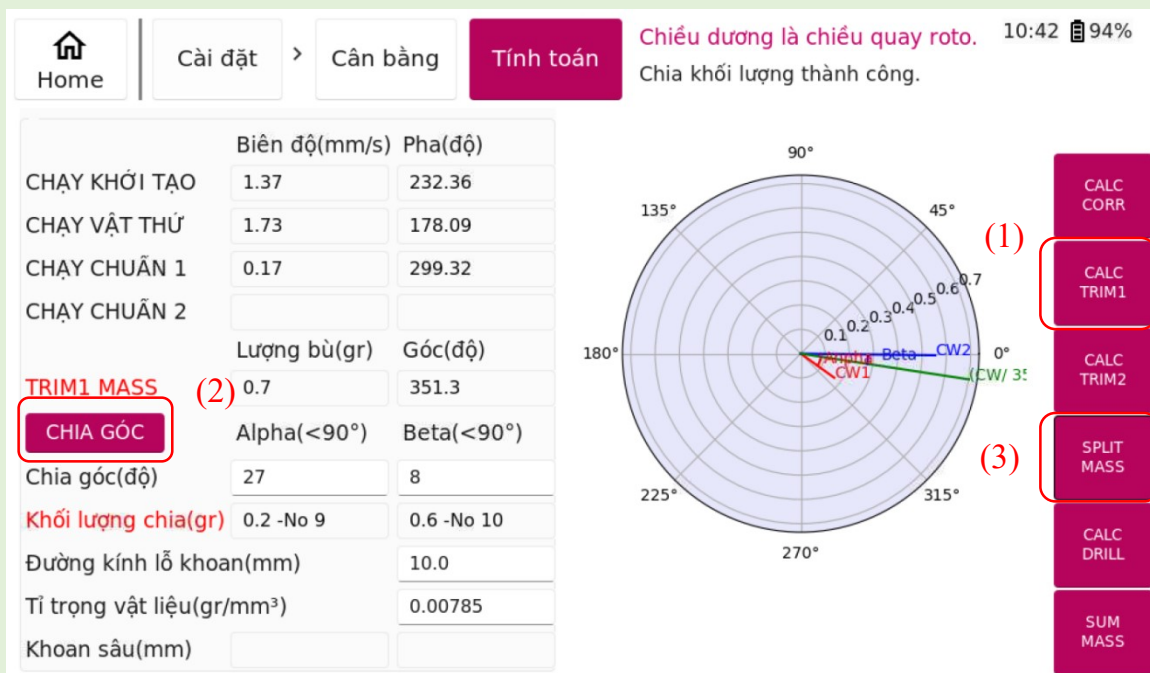 Home
Cài đặt
>
Cân bằng
Tính toán
Chiều dương là chiều quay roto.
Chia khối lượng thành công.
10:42 94%
Biên độ(mm/s) Pha(độ)
CHẠY KHỞI TẠO 1.37 232.36
CHẠY VẬT THỬ 1.73 178.09
CHẠY CHUẨN 1 0.17 299.32
CHẠY CHUẨN 2
Lượng bù(gr) Góc(độ)
TRIM1 MASS (2) 0.7 351.3
CHIA GÓC Alpha(<90°) Beta(<90°)
Chia góc(độ) 27 8
Khối lượng chia(gr) 0.2 -No 9 0.6 -No 10
Đường kính lỗ khoan(mm) 10.0
Tỉ trọng vật liệu(gr/mm³) 0.00785
Khoan sâu(mm)
90°
135° 45°
0.1 0.2 0.3 0.4 0.5 0.6 0.7
180° Beta CW2 0°
CW1 (CW/ 35
225° 315°
270°
CALC
CORR
(1)
CALC
TRIM1
CALC
TRIM2
(3)
SPLIT
MASS
CALC
DRILL
SUM
MASS